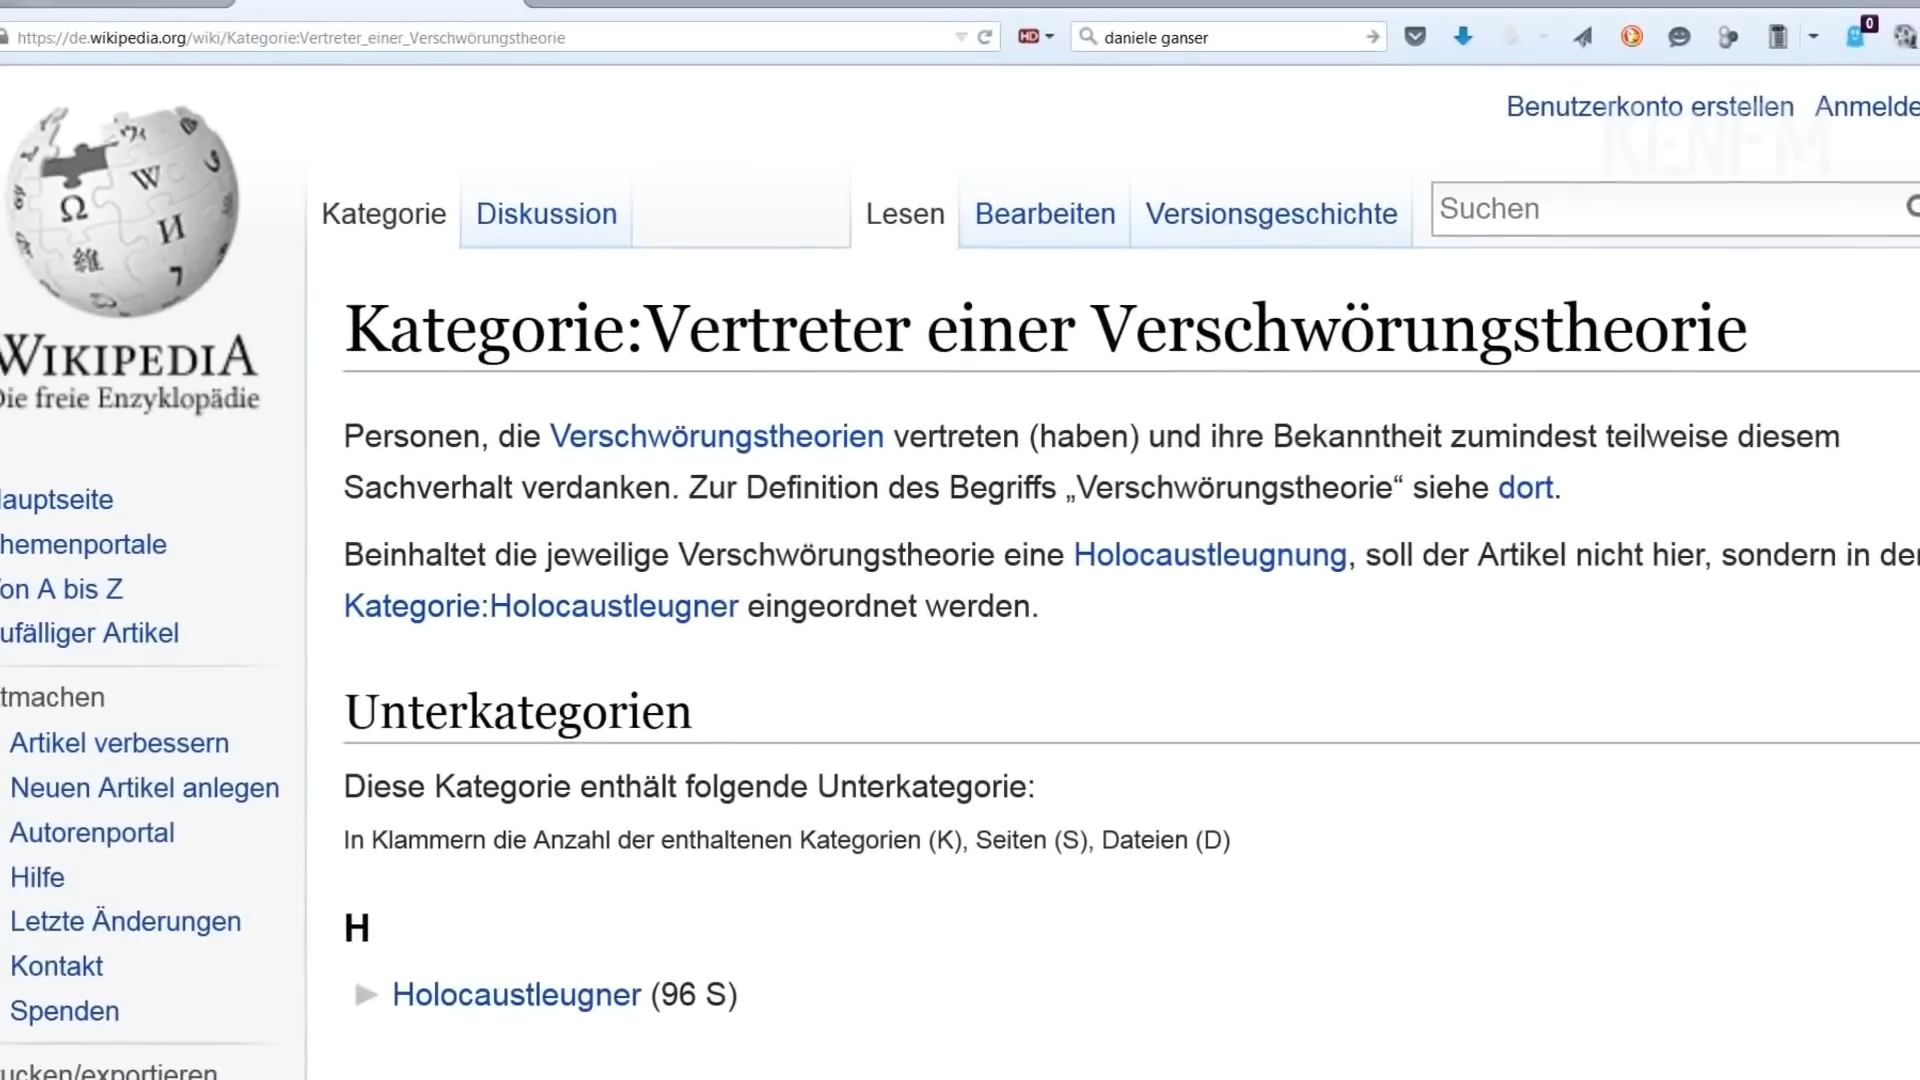 https://de.wikipedia.org/wiki/Kategorie:Vertreter_einer_Verschwörungstheorie
HD
daniele ganser
0
Benutzerkonto erstellen Anmelde
KENFM
Kategorie Diskussion Lesen Bearbeiten Versionsgeschichte Suchen
WIKIPEDIA
Die freie Enzyklopädie
Kategorie:Vertreter einer Verschwörungstheorie
Personen, die Verschwörungstheorien vertreten (haben) und ihre Bekanntheit zumindest teilweise diesem
Sachverhalt verdanken. Zur Definition des Begriffs „Verschwörungstheorie“ siehe dort.
Beinhaltet die jeweilige Verschwörungstheorie eine Holocaustleugnung, soll der Artikel nicht hier, sondern in der
Kategorie:Holocaustleugner eingeordnet werden.
Unterkategorien
Diese Kategorie enthält folgende Unterkategorie:
In Klammern die Anzahl der enthaltenen Kategorien (K), Seiten (S), Dateien (D)
H
Holocaustleugner (96 S)
auptseite
hemenportale
on A bis Z
ufälliger Artikel
tmachen
Artikel verbessern
Neuen Artikel anlegen
Autorenportal
Hilfe
Letzte Änderungen
Kontakt
Spenden
ucken/exportieren